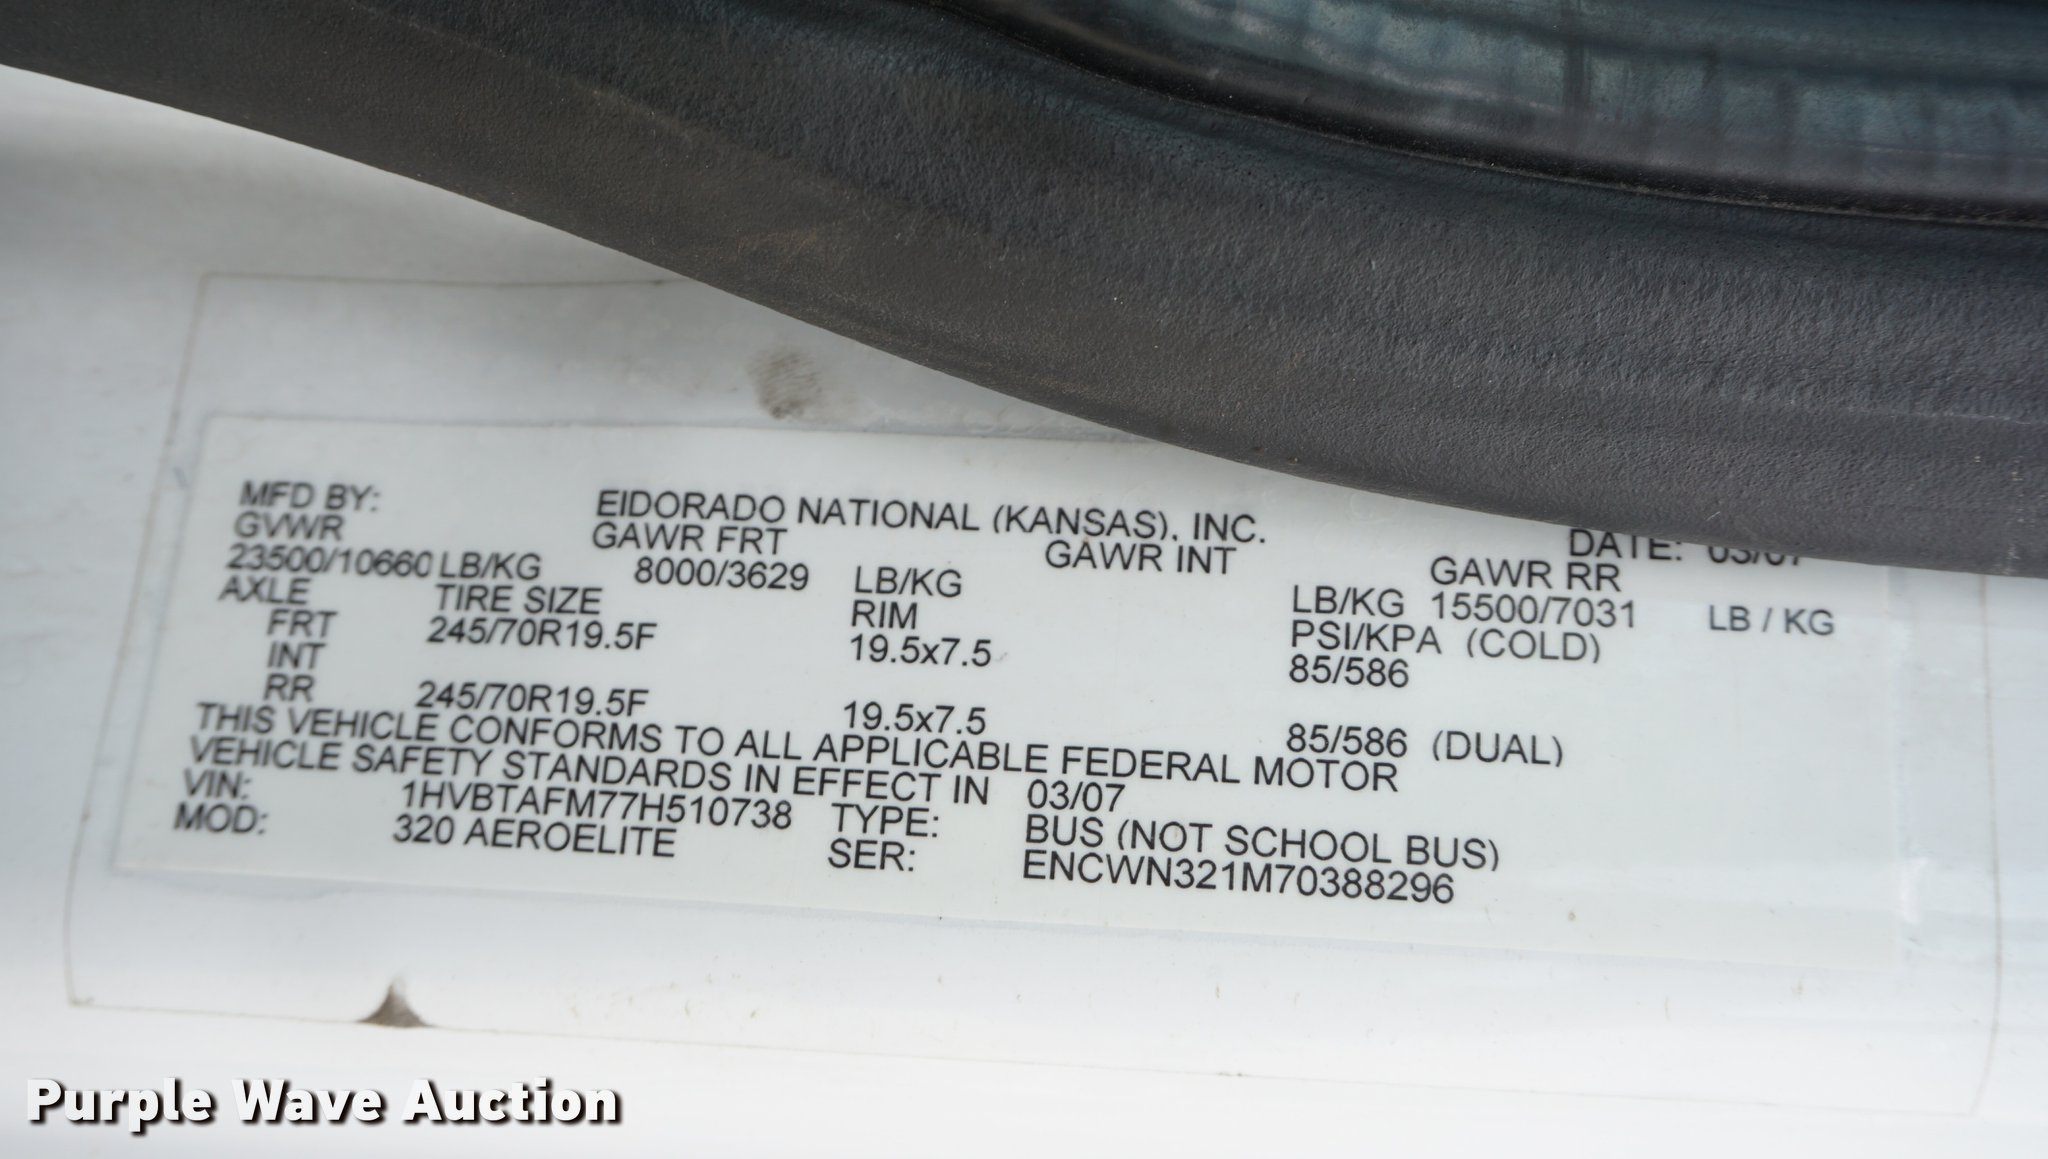 MFD BY: EIDORADO NATIONAL (KANSAS), INC. DATE: 03/07
GVWR GAWR FRT GAWR INT GAWR RR
23500/10660 LB/KG 8000/3629 LB/KG LB/KG 15500/7031 LB / KG
AXLE TIRE SIZE RIM PSI/KPA (COLD)
FRT 245/70R19.5F 19.5x7.5 85/586
INT
RR 245/70R19.5F 19.5x7.5 85/586 (DUAL)
THIS VEHICLE CONFORMS TO ALL APPLICABLE FEDERAL MOTOR
VEHICLE SAFETY STANDARDS IN EFFECT IN 03/07
VIN: 1HVBTAFM77H510738 TYPE: BUS (NOT SCHOOL BUS)
MOD: 320 AEROELITE SER: ENCWN321M70388296
Purple Wave Auction